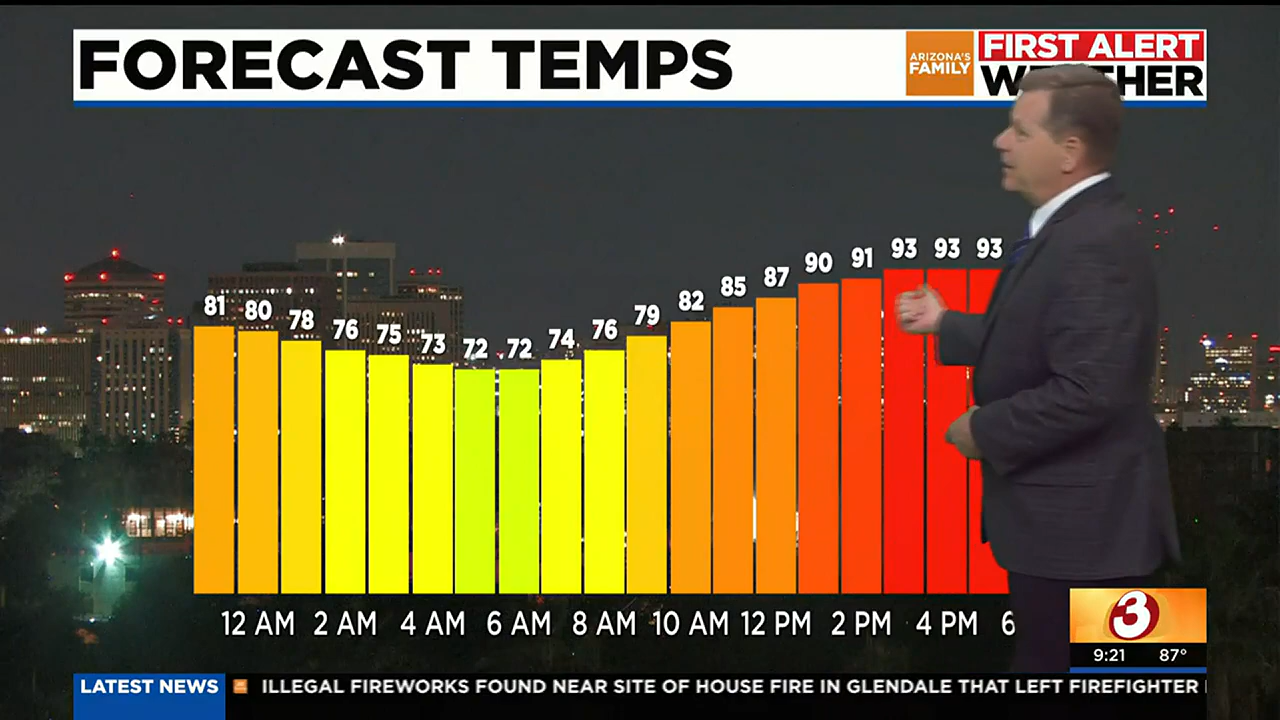 FORECAST TEMPS
ARIZONA'S FAMILY
FIRST ALERT
WEATHER
81 80 78 76 75 73 72 72 74 76 79 82 85 87 90 91 93 93 93
12 AM 2 AM 4 AM 6 AM 8 AM 10 AM 12 PM 2 PM 4 PM 6
3
9:21 87°
LATEST NEWS ILLEGAL FIREWORKS FOUND NEAR SITE OF HOUSE FIRE IN GLENDALE THAT LEFT FIREFIGHTER